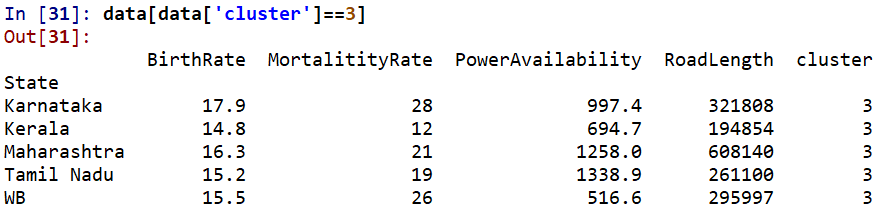 In [31]: data[data['cluster']==3]
Out[31]:
BirthRate MortalitityRate PowerAvailability RoadLength cluster
State
Karnataka 17.9 28 997.4 321808 3
Kerala 14.8 12 694.7 194854 3
Maharashtra 16.3 21 1258.0 608140 3
Tamil Nadu 15.2 19 1338.9 261100 3
WB 15.5 26 516.6 295997 3